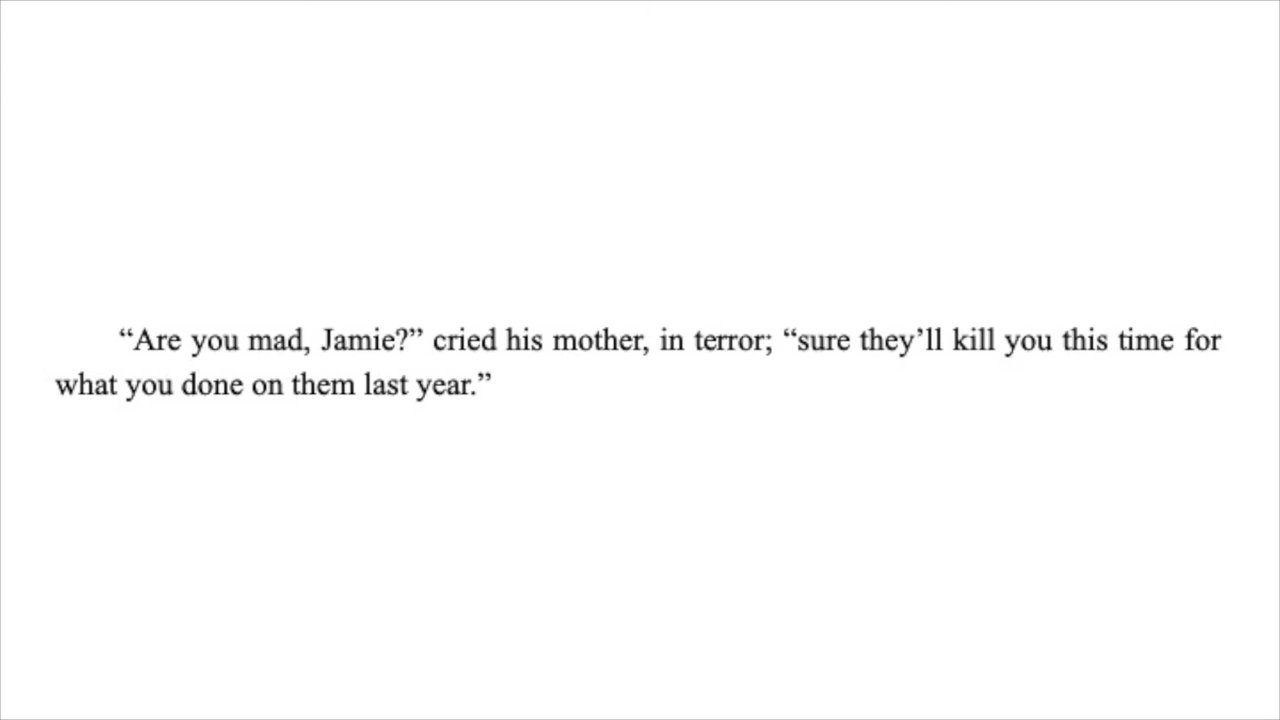 “Are you mad, Jamie?” cried his mother, in terror; “sure they’ll kill you this time for
what you done on them last year.”